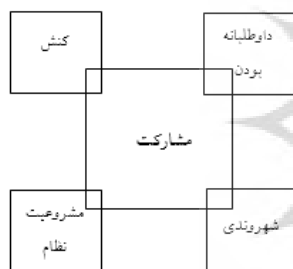 داوطلبانه
بودن
کنش
مشارکت
شهروندی
مشروعیت
نظام